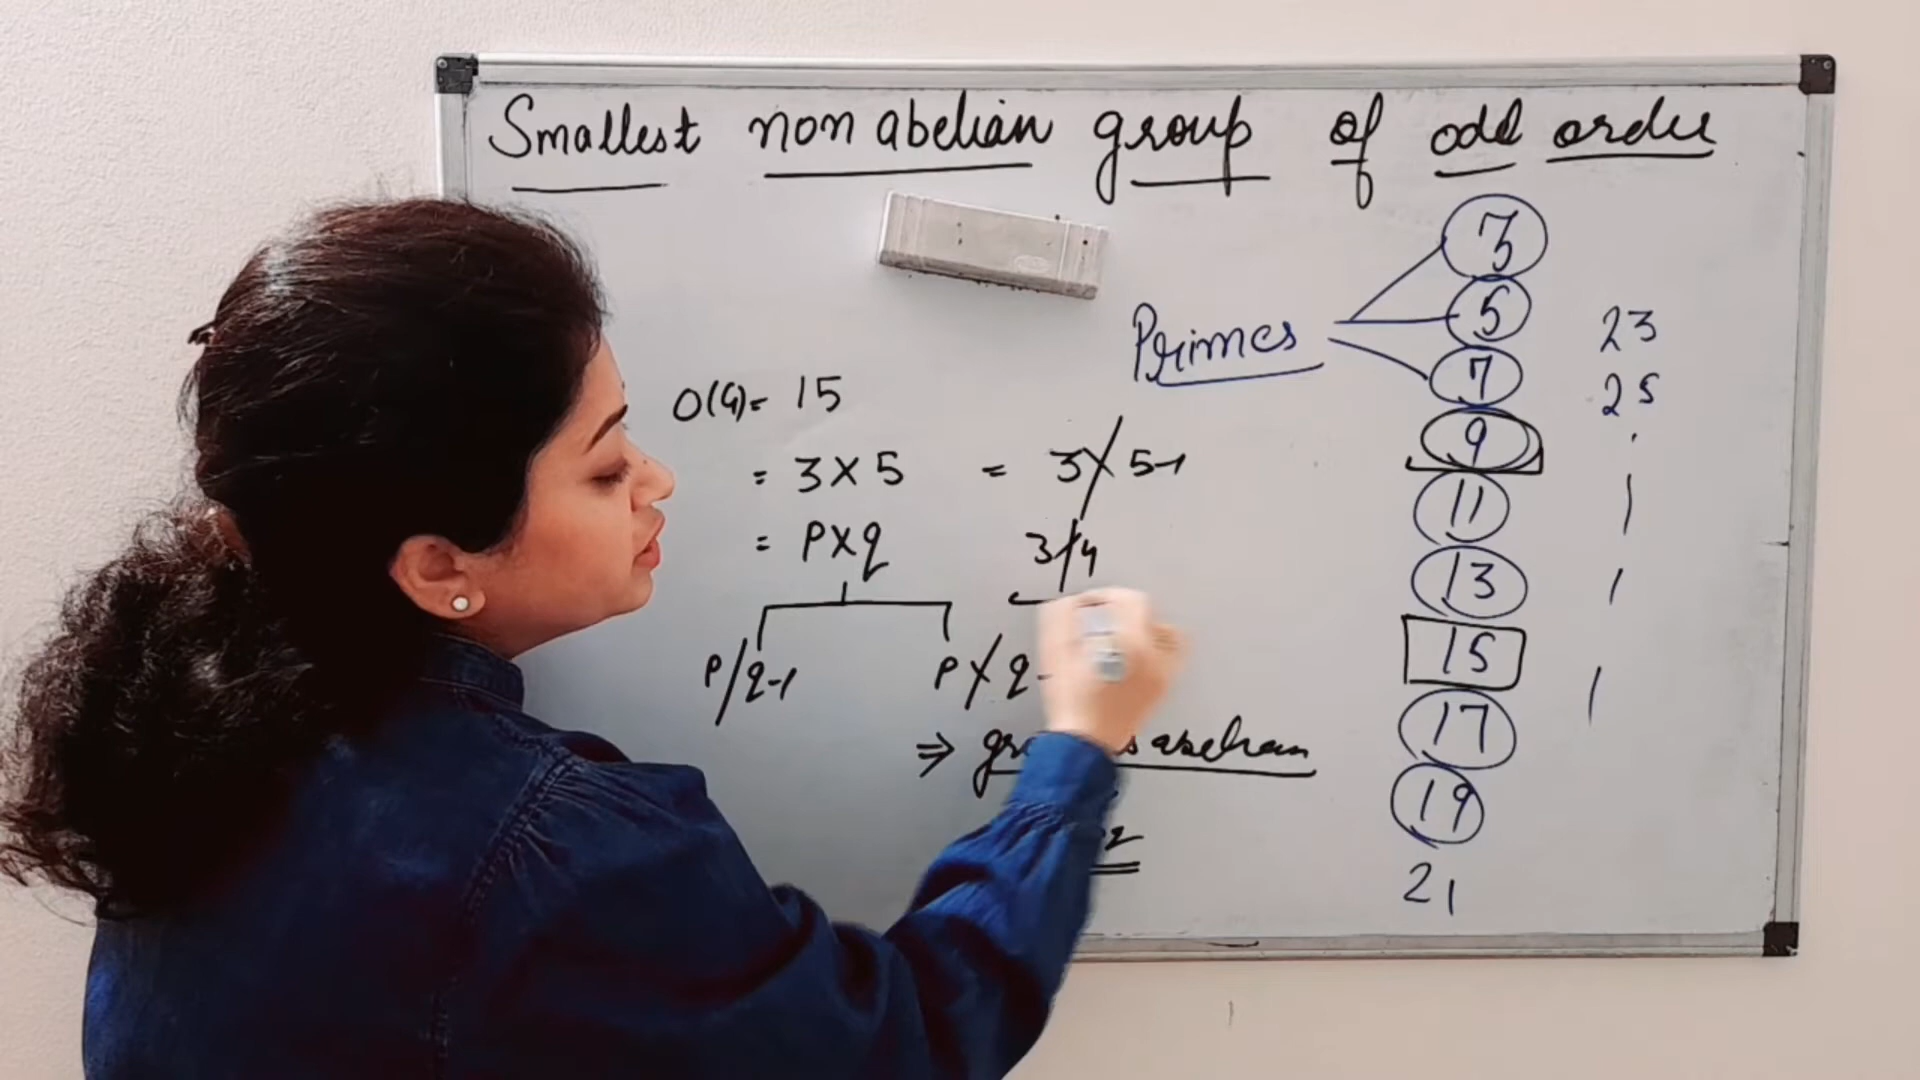 Smallest non abelian group of odd order
O(G)= 15
= 3 X 5 = 3 ∤ 5-1
= P X q 3 ∤ 4
P/q-1 P ∤ q-
⇒ abelian
Primes
3
5
7
9
11
13
15
17
19
21
23
25